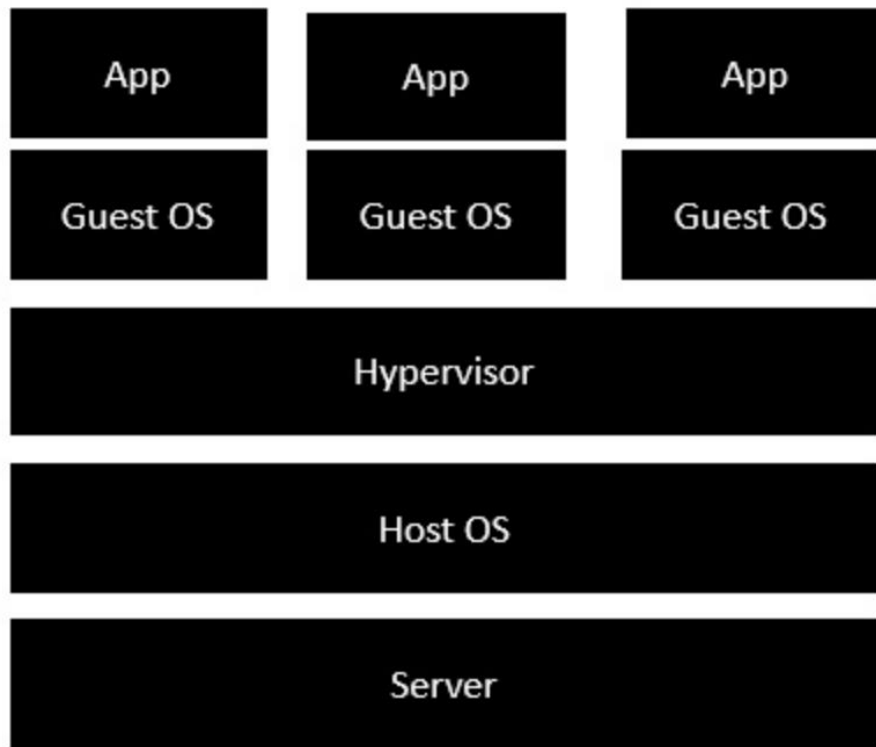 App
App
App
Guest OS
Guest OS
Guest OS
Hypervisor
Host OS
Server